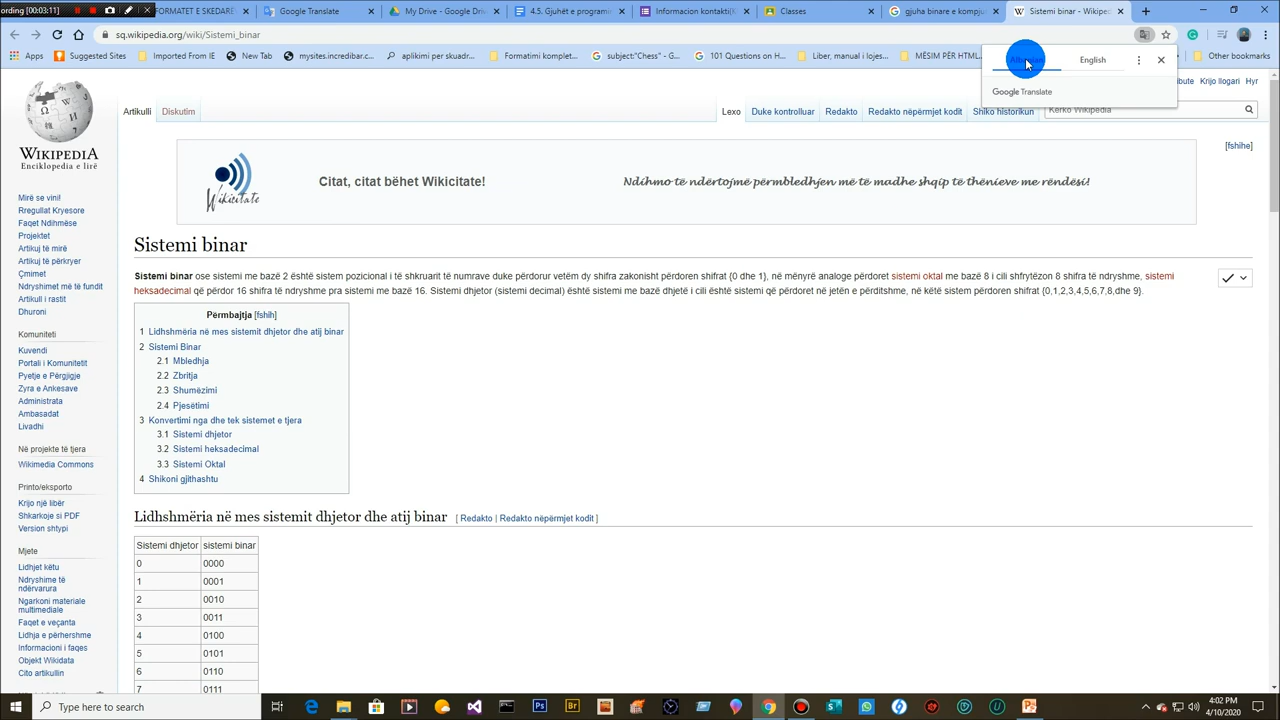 ording (00:03:11)
FORMATET E SKEDARË
Google Translate
My Drive - Google Driv
4.5. Gjuhët e programim
Informacion kontakti
Classes
gjuha binare e kompju
Sistemi binar - Wikiped
sq.wikipedia.org/wiki/Sistemi_binar
Apps
Suggested Sites
Imported From IE
New Tab
mysites.incredibar.c...
aplikimi per skuadr...
Formatimi komplet...
subject:"Chess" - G...
101 Questions on H...
Liber, manual i lojes...
MËSIM PËR HTML...
Other bookmarks
English
Google Translate
Krijo llogari
Hyr
WIKIPEDIA
Enciklopedia e lirë
Artikulli
Diskutim
Lexo
Duke kontrolluar
Redakto
Redakto nëpërmjet kodit
Shiko historikun
Kërko Wikipedia
[fshihe]
Wikicitate
Citat, citat bëhet Wikicitate!
Ndihmo të ndërtojmë përmbledhjen më të madhe shqip të thënieve me rëndësi!
Mirë se vini!
Rregullat Kryesore
Faqet Ndihmëse
Projektet
Artikuj të mirë
Artikuj të përkryer
Çmimet
Ndryshimet më të fundit
Artikull i rastit
Dhuroni
Komuniteti
Kuvendi
Portali i Komunitetit
Pyetje e Përgjigje
Zyra e Ankesave
Administrata
Ambasadat
Livadhi
Në projekte të tjera
Wikimedia Commons
Printo/eksporto
Krijo një libër
Shkarkoje si PDF
Version shtypi
Mjete
Lidhjet këtu
Ndryshime të
ndërvarura
Ngarkoni materiale
multimediale
Faqet e veçanta
Lidhja e përhershme
Informacioni i faqes
Objekt Wikidata
Cito artikullin
Sistemi binar
Sistemi binar ose sistemi me bazë 2 është sistem pozicional i të shkruarit të numrave duke përdorur vetëm dy shifra zakonisht përdoren shifrat {0 dhe 1}, në mënyrë analoge përdoret sistemi oktal me bazë 8 i cili shfrytëzon 8 shifra të ndryshme, sistemi
heksadecimal që përdor 16 shifra të ndryshme pra sistemi me bazë 16. Sistemi dhjetor (sistemi decimal) është sistemi me bazë dhjetë i cili është sistemi që përdoret në jetën e përditshme, në këtë sistem përdoren shifrat {0,1,2,3,4,5,6,7,8,dhe 9}.
Përmbajtja [fshih]
1 Lidhshmëria në mes sistemit dhjetor dhe atij binar
2 Sistemi Binar
2.1 Mbledhja
2.2 Zbritja
2.3 Shumëzimi
2.4 Pjesëtimi
3 Konvertimi nga dhe tek sistemet e tjera
3.1 Sistemi dhjetor
3.2 Sistemi heksadecimal
3.3 Sistemi Oktal
4 Shikoni gjithashtu
Lidhshmëria në mes sistemit dhjetor dhe atij binar [ Redakto | Redakto nëpërmjet kodit ]
Sistemi dhjetor sistemi binar
0 0000
1 0001
2 0010
3 0011
4 0100
5 0101
6 0110
7 0111
Type here to search
4:02 PM
4/10/2020